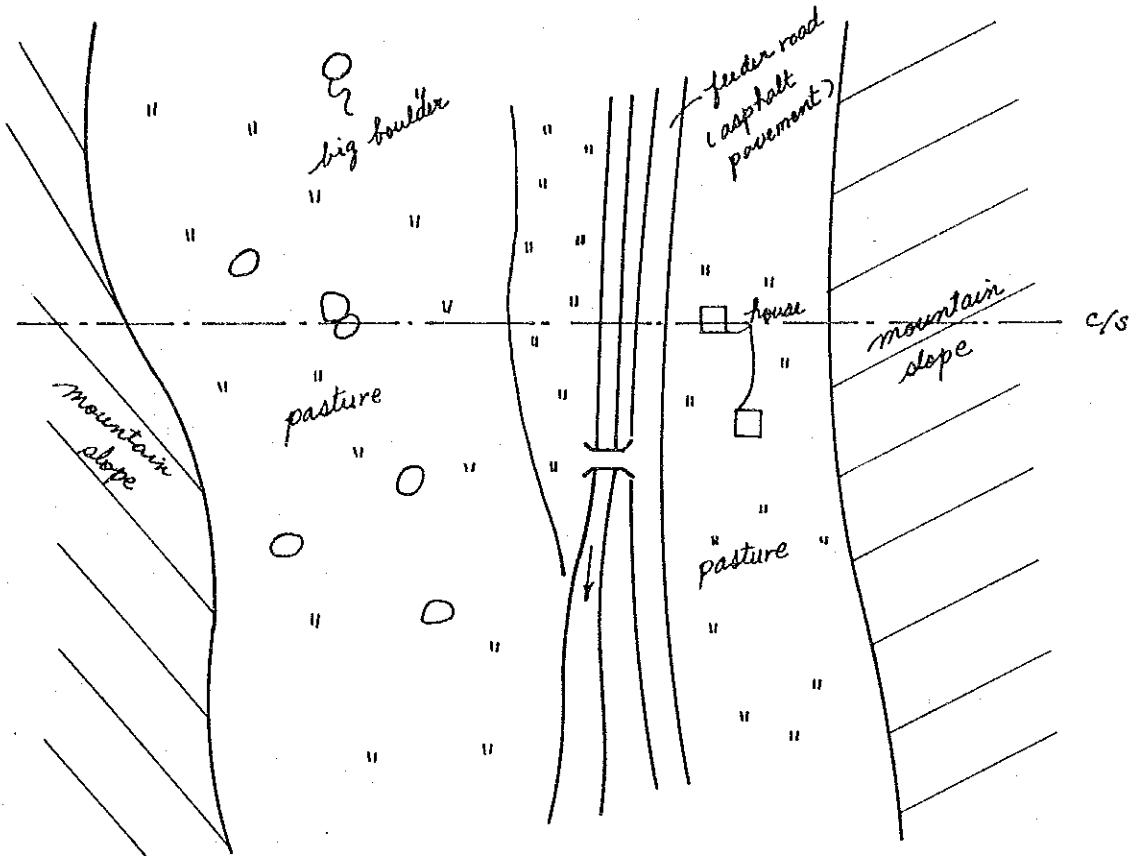 feeder road
(asphalt
pavement)
big boulder
house
c/s
mountain
slope
mountain
slope
pasture
pasture